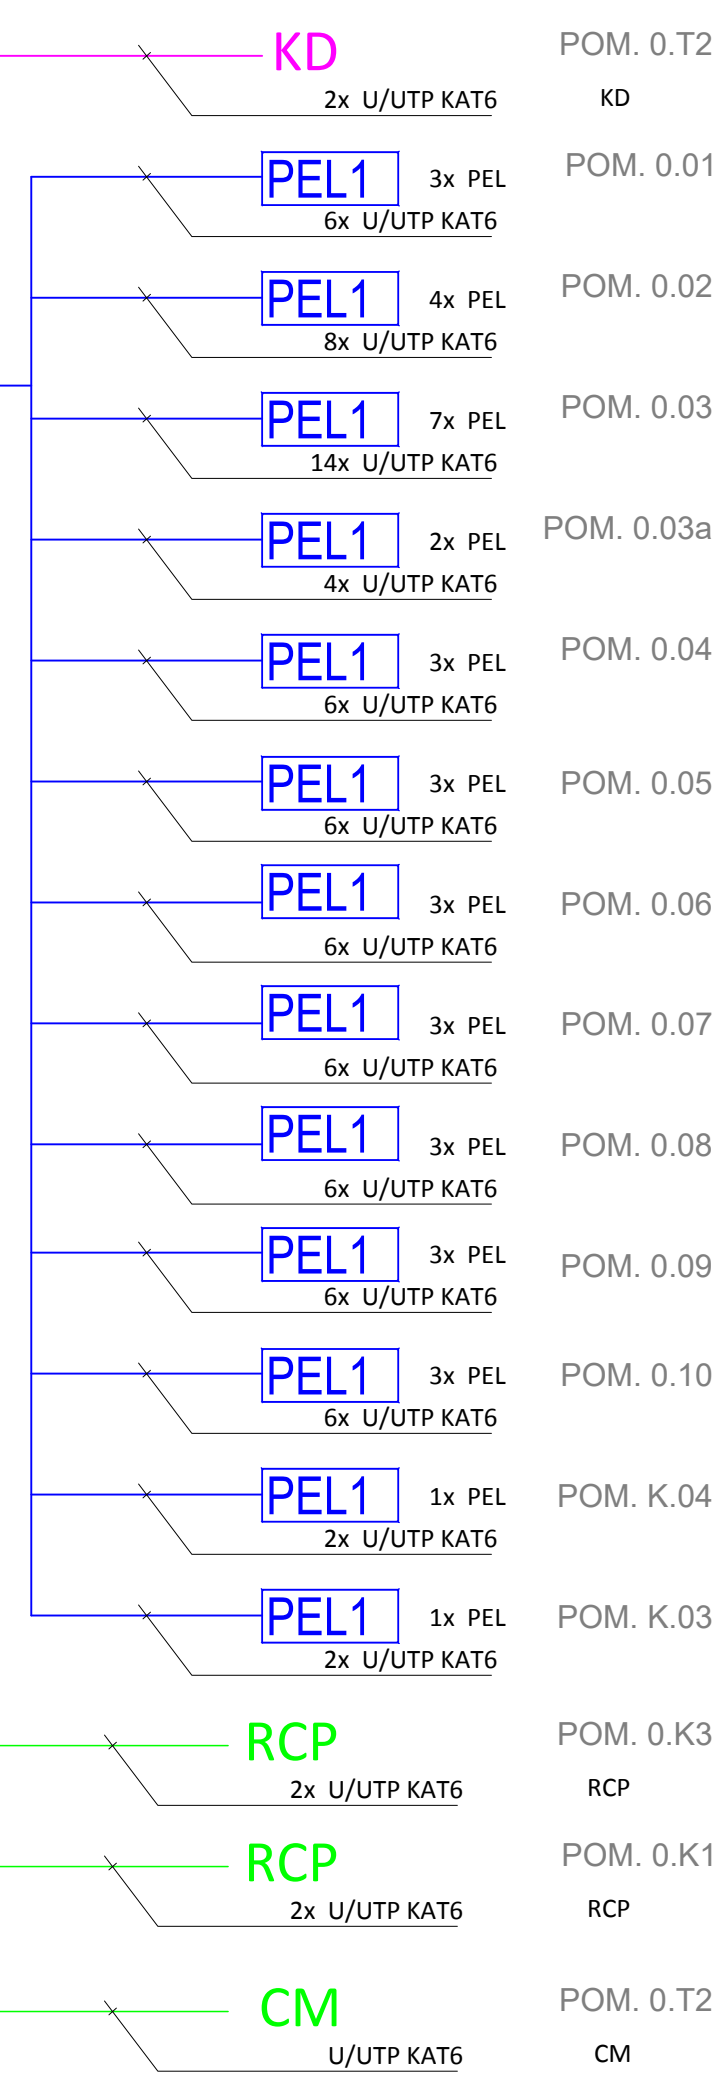 KD POM. 0.T2
2x U/UTP KAT6 KD
PEL1 3x PEL POM. 0.01
6x U/UTP KAT6
PEL1 4x PEL POM. 0.02
8x U/UTP KAT6
PEL1 7x PEL POM. 0.03
14x U/UTP KAT6
PEL1 2x PEL POM. 0.03a
4x U/UTP KAT6
PEL1 3x PEL POM. 0.04
6x U/UTP KAT6
PEL1 3x PEL POM. 0.05
6x U/UTP KAT6
PEL1 3x PEL POM. 0.06
6x U/UTP KAT6
PEL1 3x PEL POM. 0.07
6x U/UTP KAT6
PEL1 3x PEL POM. 0.08
6x U/UTP KAT6
PEL1 3x PEL POM. 0.09
6x U/UTP KAT6
PEL1 3x PEL POM. 0.10
6x U/UTP KAT6
PEL1 1x PEL POM. K.04
2x U/UTP KAT6
PEL1 1x PEL POM. K.03
2x U/UTP KAT6
RCP POM. 0.K3
2x U/UTP KAT6 RCP
RCP POM. 0.K1
2x U/UTP KAT6 RCP
CM POM. 0.T2
U/UTP KAT6 CM